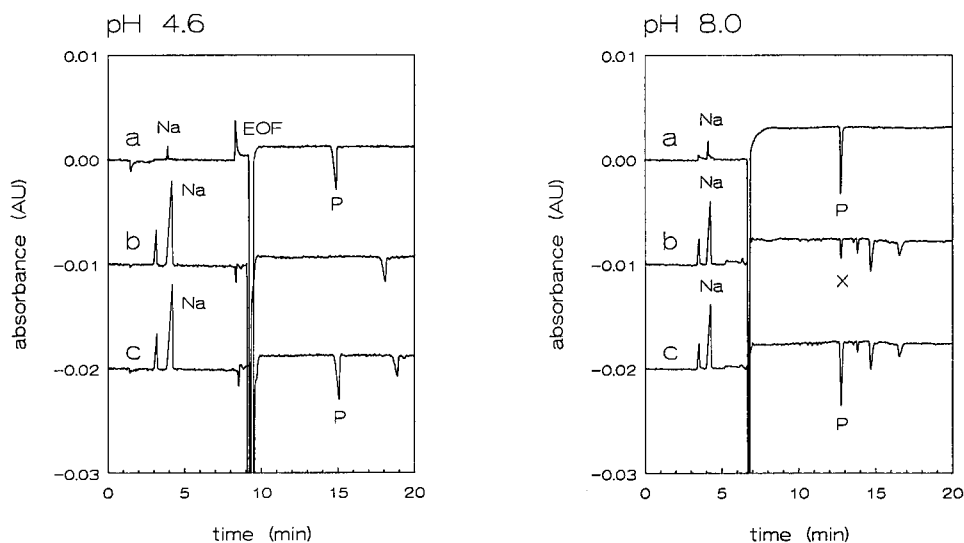 pH 4.6
0.01
0.00
-0.01
-0.02
-0.03
absorbance (AU)
a
Na
EOF
P
b
Na
c
Na
P
0 5 10 15 20
time (min)
pH 8.0
0.01
0.00
-0.01
-0.02
-0.03
absorbance (AU)
a
Na
P
b
Na
X
c
Na
P
0 5 10 15 20
time (min)